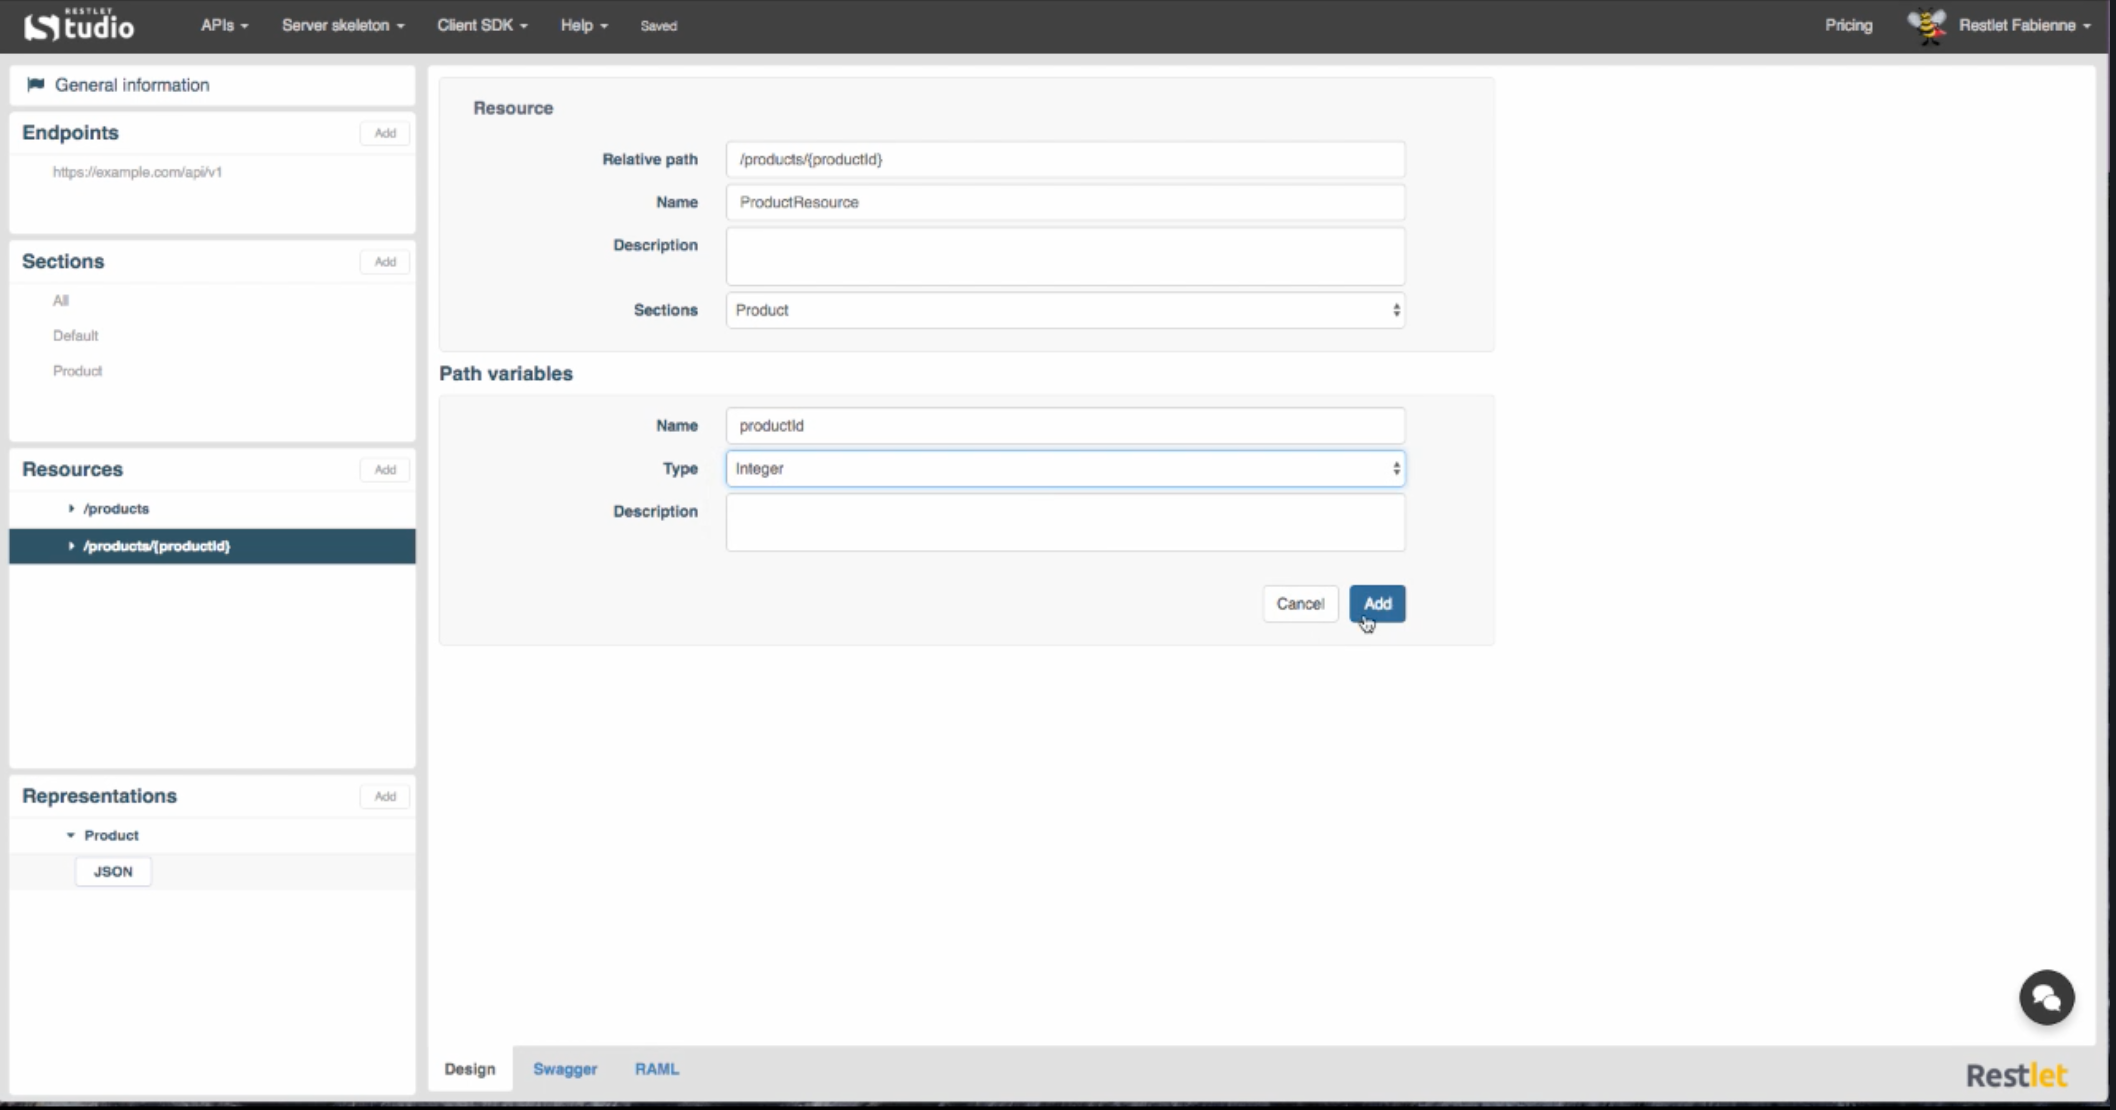 RESTLET
Studio
APIs
Server skeleton
Client SDK
Help
Saved
Pricing
Restlet Fabienne
General information
Endpoints
Add
https://example.com/api/v1
Sections
Add
All
Default
Product
Resources
Add
/products
/products/{productId}
Representations
Add
Product
JSON
Resource
Relative path
/products/{productId}
Name
ProductResource
Description
Sections
Product
Path variables
Name
productId
Type
Integer
Description
Cancel
Add
Design
Swagger
RAML
Restlet